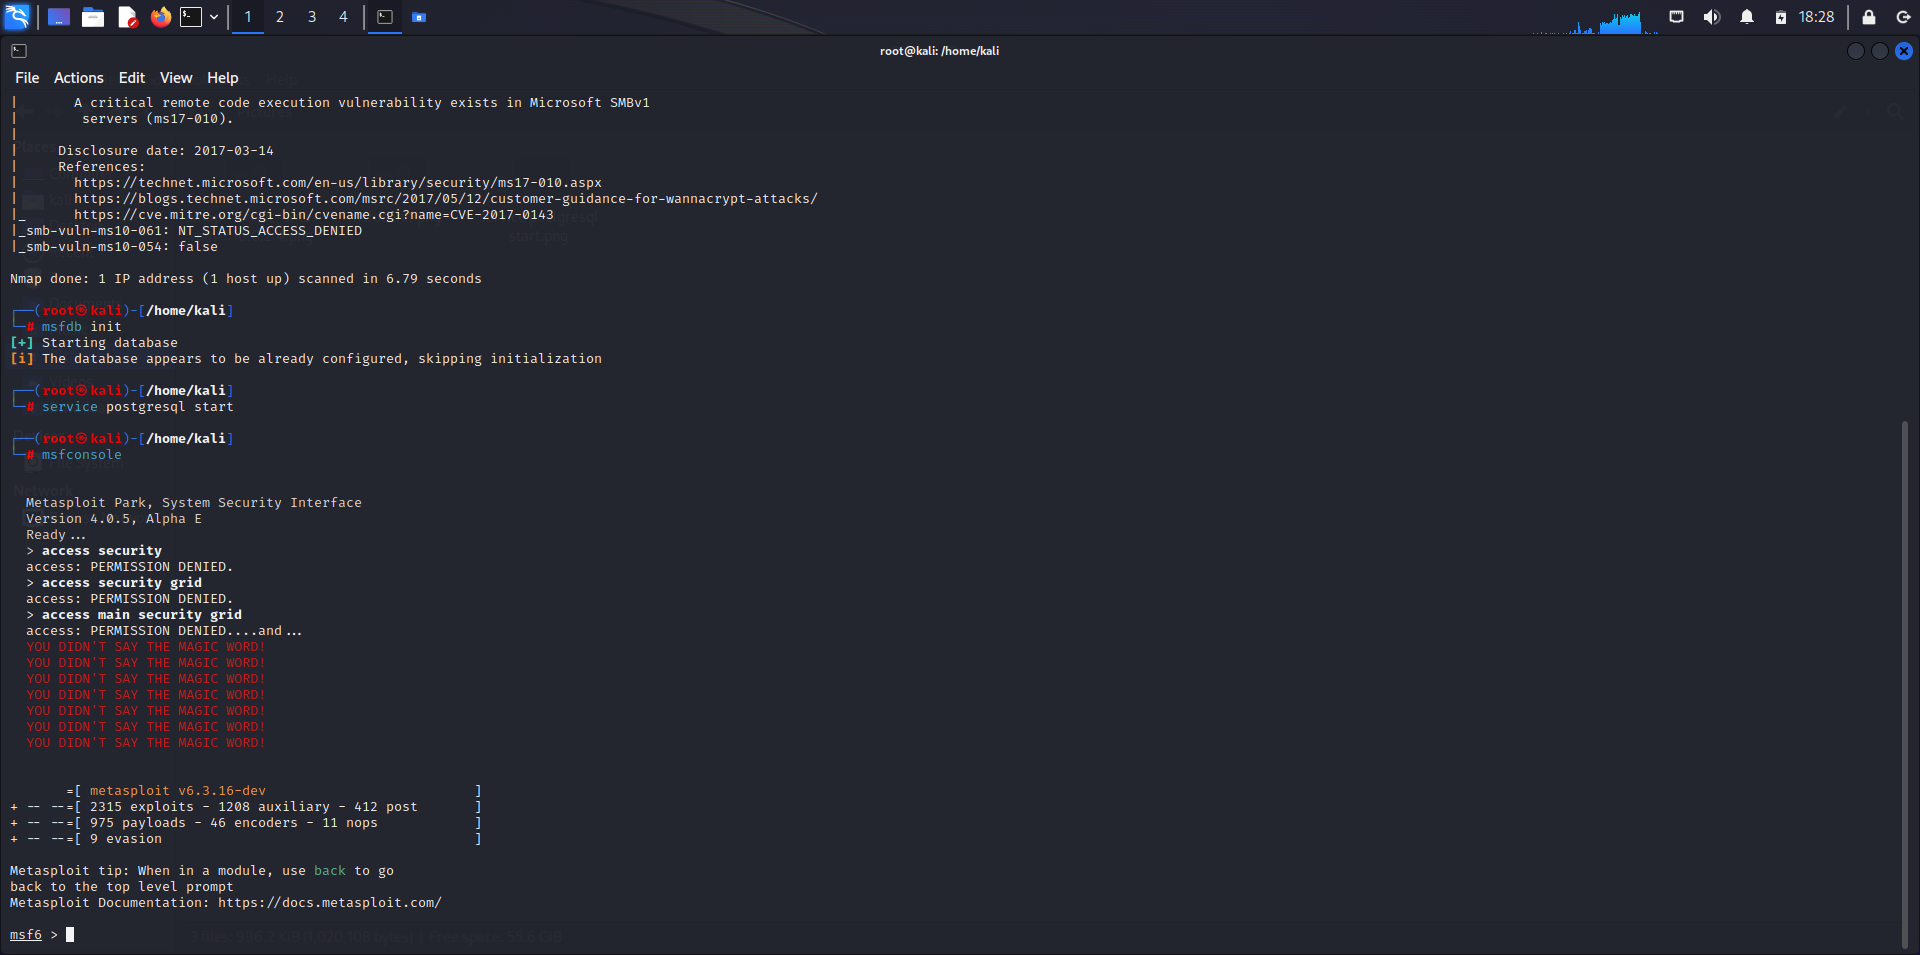 1 2 3 4
18:28
root@kali: /home/kali
File Actions Edit View Help
|       A critical remote code execution vulnerability exists in Microsoft SMBv1
|        servers (ms17-010).
|
|     Disclosure date: 2017-03-14
|     References:
|       https://technet.microsoft.com/en-us/library/security/ms17-010.aspx
|       https://blogs.technet.microsoft.com/msrc/2017/05/12/customer-guidance-for-wannacrypt-attacks/
|_      https://cve.mitre.org/cgi-bin/cvename.cgi?name=CVE-2017-0143
|_smb-vuln-ms10-061: NT_STATUS_ACCESS_DENIED
|_smb-vuln-ms10-054: false
Nmap done: 1 IP address (1 host up) scanned in 6.79 seconds
┌──(root㉿kali)-[/home/kali]
└─# msfdb init
[+] Starting database
[i] The database appears to be already configured, skipping initialization
┌──(root㉿kali)-[/home/kali]
└─# service postgresql start
┌──(root㉿kali)-[/home/kali]
└─# msfconsole
Metasploit Park, System Security Interface
Version 4.0.5, Alpha E
Ready...
> access security
access: PERMISSION DENIED.
> access security grid
access: PERMISSION DENIED.
> access main security grid
access: PERMISSION DENIED....and...
YOU DIDN'T SAY THE MAGIC WORD!
YOU DIDN'T SAY THE MAGIC WORD!
YOU DIDN'T SAY THE MAGIC WORD!
YOU DIDN'T SAY THE MAGIC WORD!
YOU DIDN'T SAY THE MAGIC WORD!
YOU DIDN'T SAY THE MAGIC WORD!
YOU DIDN'T SAY THE MAGIC WORD!
       =[ metasploit v6.3.16-dev                          ]
+ -- --=[ 2315 exploits - 1208 auxiliary - 412 post       ]
+ -- --=[ 975 payloads - 46 encoders - 11 nops            ]
+ -- --=[ 9 evasion                                       ]
Metasploit tip: When in a module, use back to go
back to the top level prompt
Metasploit Documentation: https://docs.metasploit.com/
msf6 >